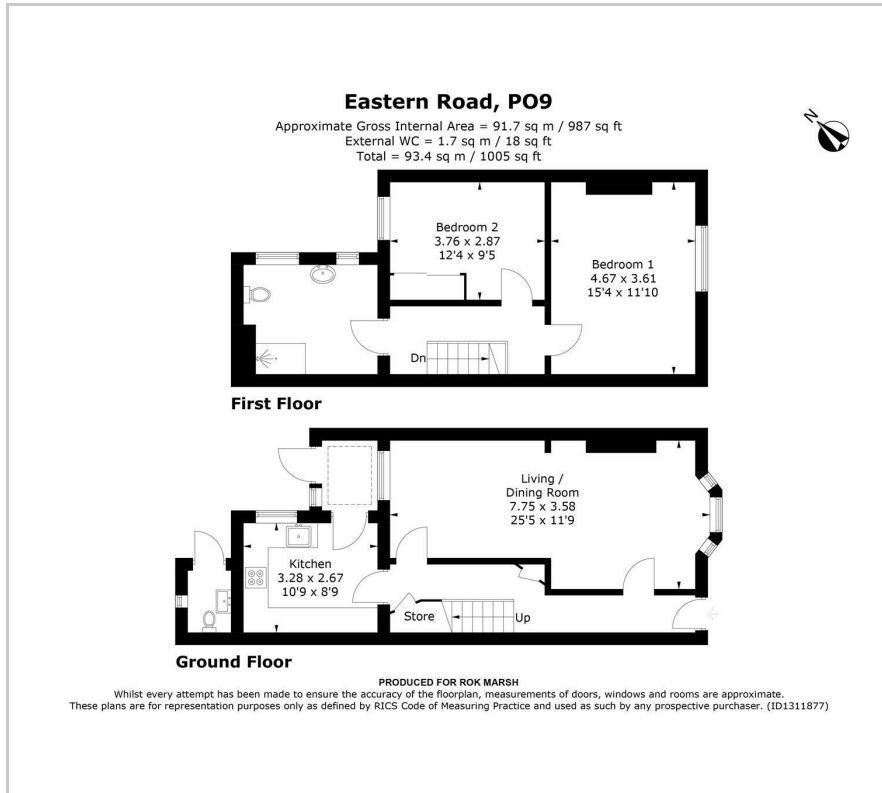 Eastern Road, PO9
Approximate Gross Internal Area = 91.7 sq m / 987 sq ft
External WC = 1.7 sq m / 18 sq ft
Total = 93.4 sq m / 1005 sq ft
N
Bedroom 2
3.76 x 2.87
12'4 x 9'5
Bedroom 1
4.67 x 3.61
15'4 x 11'10
Dn
First Floor
Living /
Dining Room
7.75 x 3.58
25'5 x 11'9
Kitchen
3.28 x 2.67
10'9 x 8'9
Store
Up
Ground Floor
PRODUCED FOR ROK MARSH
Whilst every attempt has been made to ensure the accuracy of the floorplan, measurements of doors, windows and rooms are approximate.
These plans are for representation purposes only as defined by RICS Code of Measuring Practice and used as such by any prospective purchaser. (ID1311877)